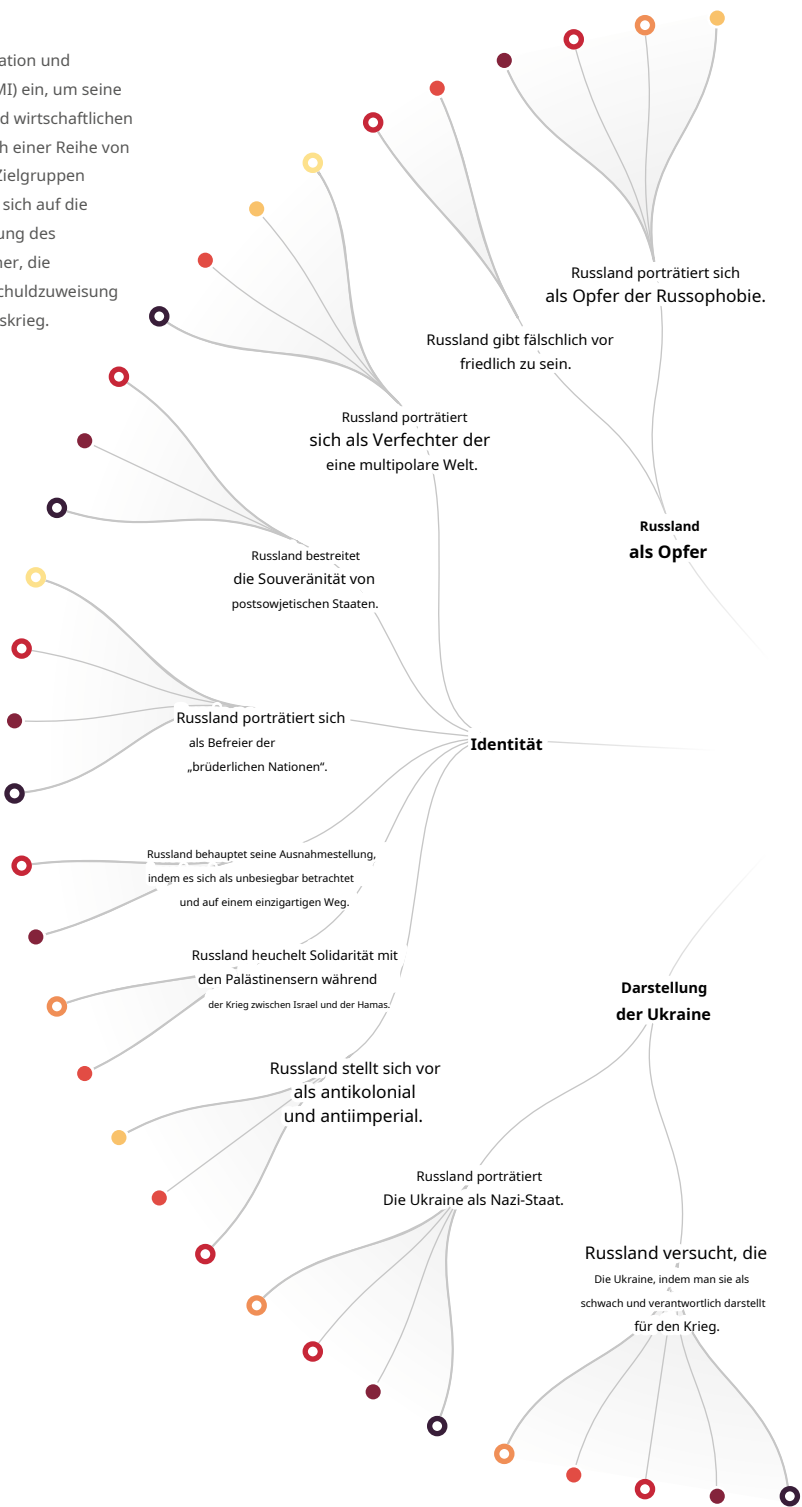 ation und
MI) ein, um seine
d wirtschaftlichen
h einer Reihe von
Zielgruppen
sich auf die
ung des
ner, die
chuldzuweisung
skrieg.
Russland porträtiert sich
als Opfer der Russophobie.
Russland gibt fälschlich vor
friedlich zu sein.
Russland porträtiert
sich als Verfechter der
eine multipolare Welt.
Russland
als Opfer
Russland bestreitet
die Souveränität von
postsowjetischen Staaten.
Russland porträtiert sich
als Befreier der
„brüderlichen Nationen“.
Identität
Russland behauptet seine Ausnahmestellung,
indem es sich als unbesiegbar betrachtet
und auf einem einzigartigen Weg.
Russland heuchelt Solidarität mit
den Palästinensern während
der Krieg zwischen Israel und der Hamas.
Darstellung
der Ukraine
Russland stellt sich vor
als antikolonial
und antiimperial.
Russland porträtiert
Die Ukraine als Nazi-Staat.
Russland versucht, die
Die Ukraine, indem man sie als
schwach und verantwortlich darstellt
für den Krieg.